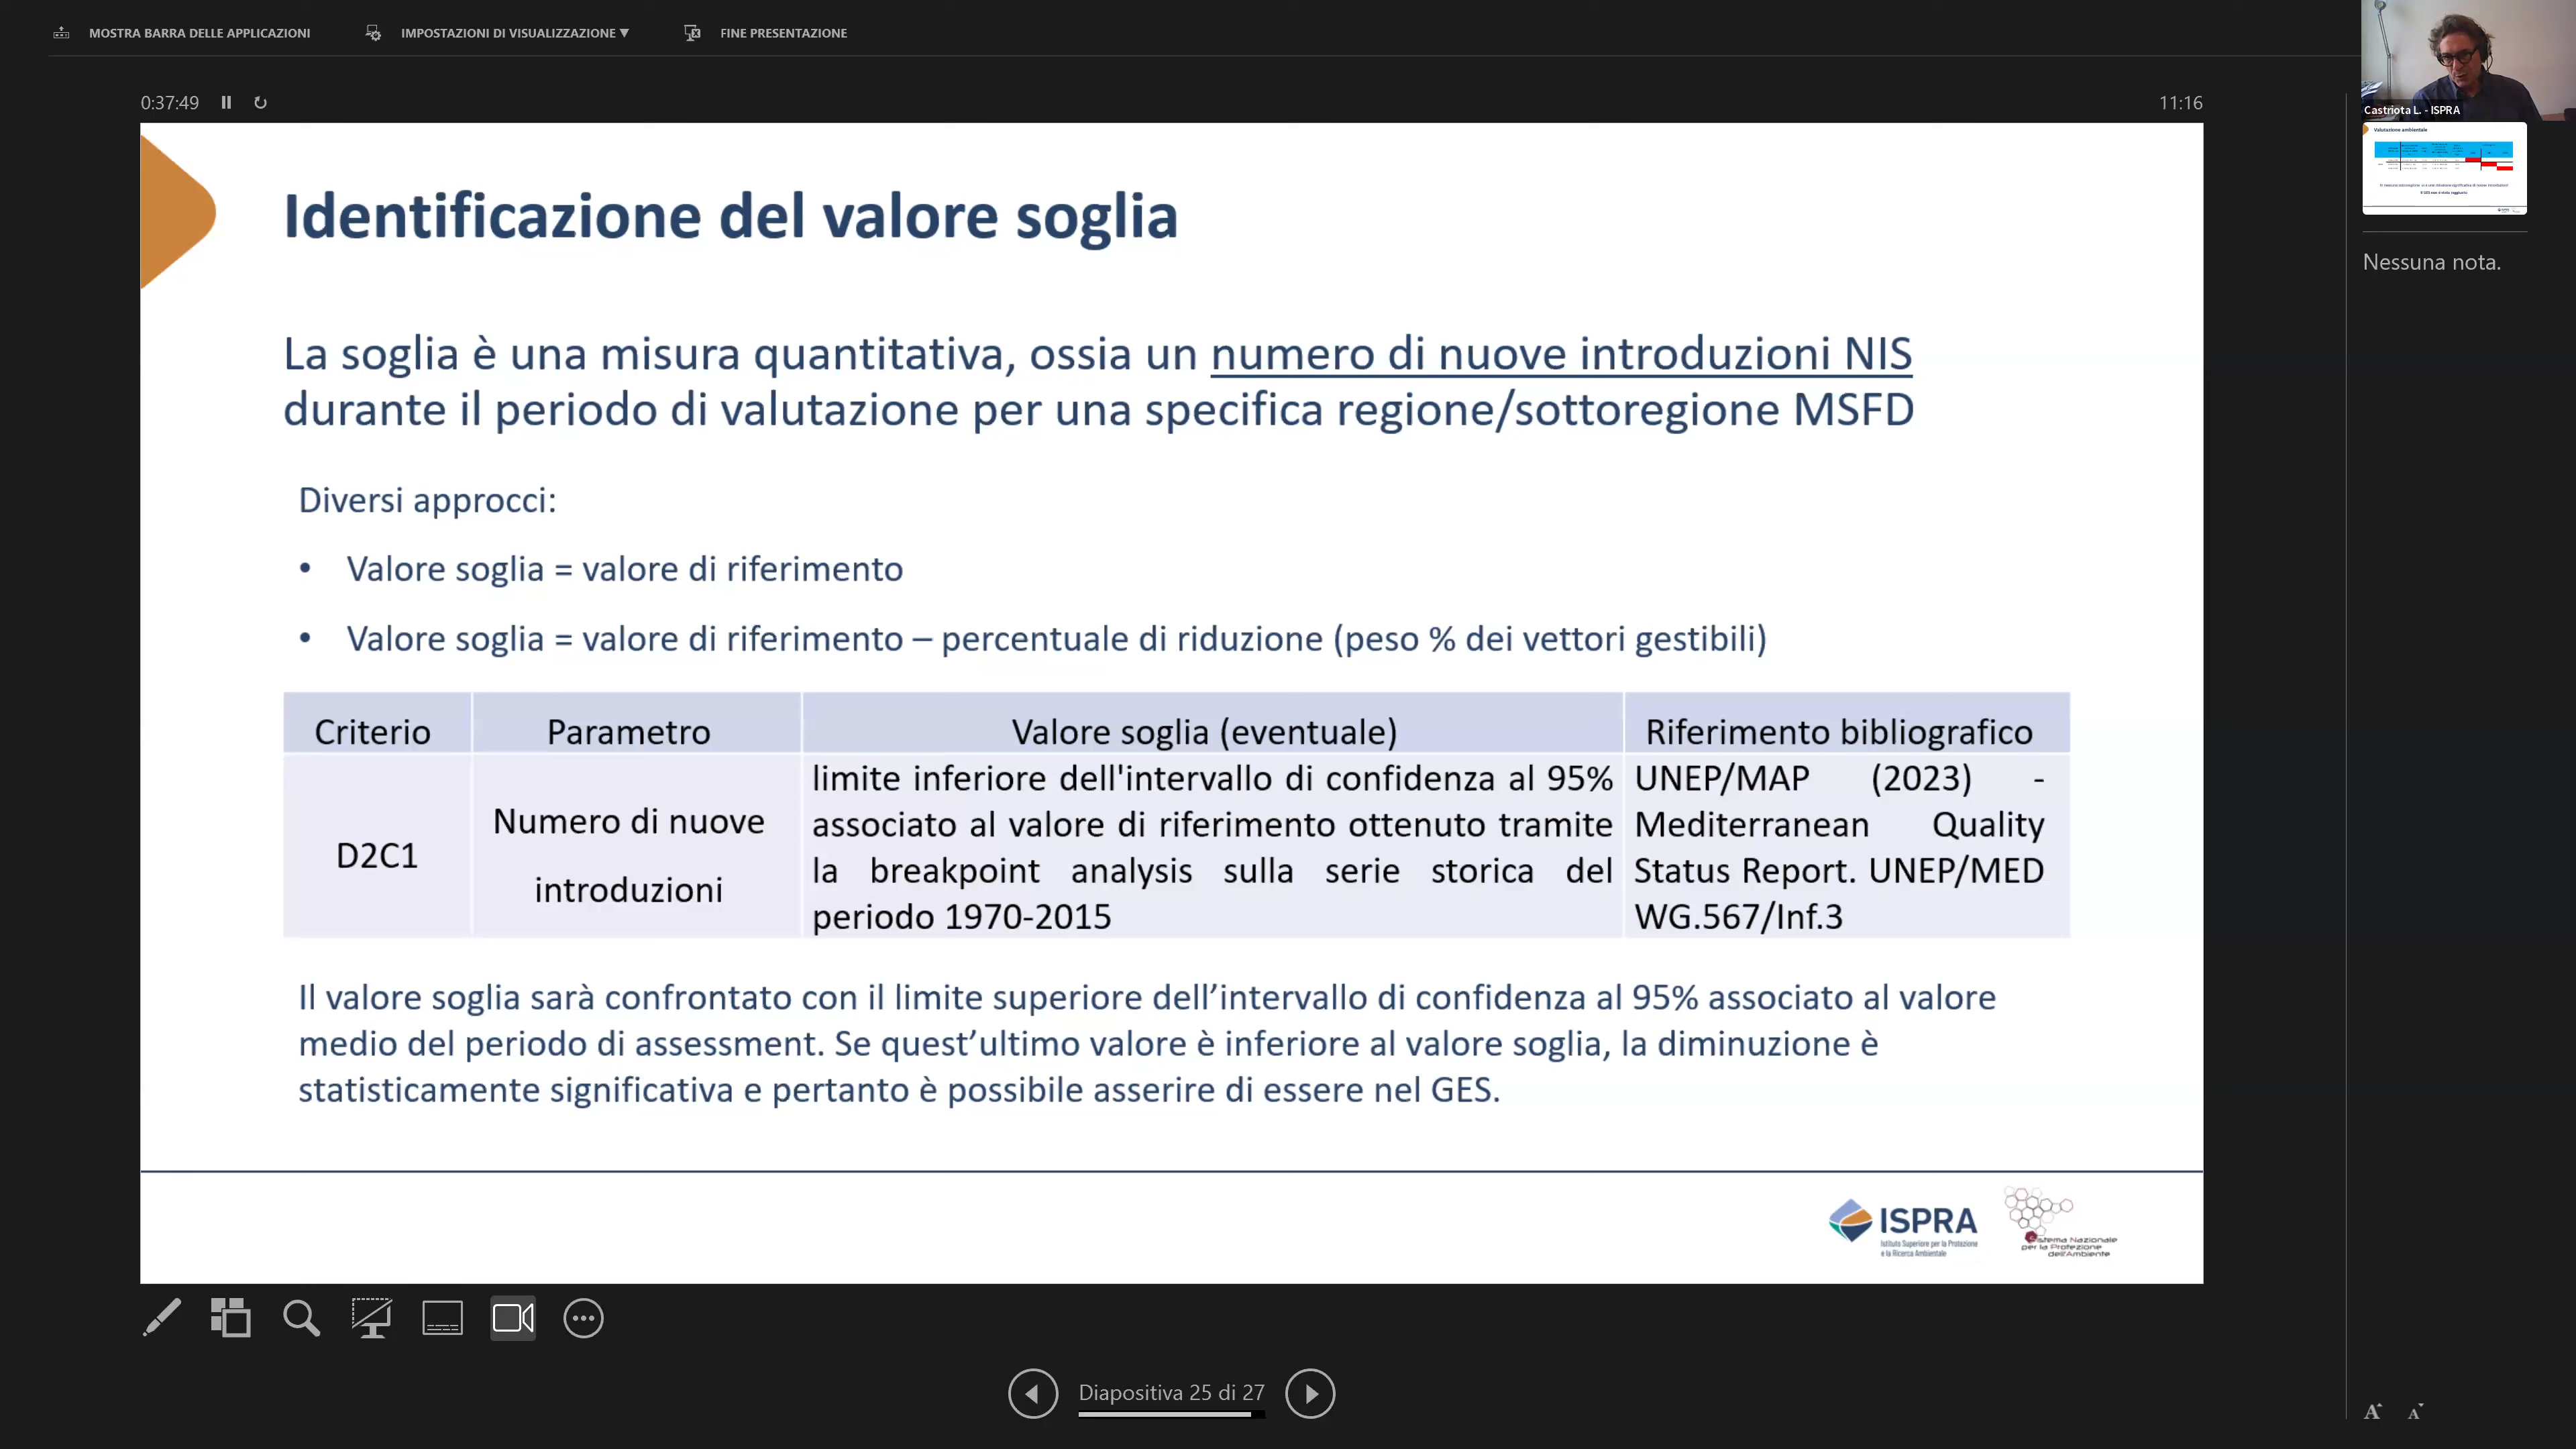 MOSTRA BARRA DELLE APPLICAZIONI
IMPOSTAZIONI DI VISUALIZZAZIONE ▼
FINE PRESENTAZIONE
0:37:49
11:16
Castriota L. - ISPRA
Valutazione ambientale
Nessuna nota.
Identificazione del valore soglia
La soglia è una misura quantitativa, ossia un numero di nuove introduzioni NIS
durante il periodo di valutazione per una specifica regione/sottoregione MSFD
Diversi approcci:
• Valore soglia = valore di riferimento
• Valore soglia = valore di riferimento – percentuale di riduzione (peso % dei vettori gestibili)
Criterio
Parametro
Valore soglia (eventuale)
Riferimento bibliografico
D2C1
Numero di nuove
introduzioni
limite inferiore dell'intervallo di confidenza al 95%
associato al valore di riferimento ottenuto tramite
la breakpoint analysis sulla serie storica del
periodo 1970-2015
UNEP/MAP (2023) -
Mediterranean Quality
Status Report. UNEP/MED
WG.567/Inf.3
Il valore soglia sarà confrontato con il limite superiore dell’intervallo di confidenza al 95% associato al valore
medio del periodo di assessment. Se quest’ultimo valore è inferiore al valore soglia, la diminuzione è
statisticamente significativa e pertanto è possibile asserire di essere nel GES.
ISPRA
Istituto Superiore per la Protezione
e la Ricerca Ambientale
Sistema Nazionale
per la Protezione
dell'Ambiente
Diapositiva 25 di 27
A A